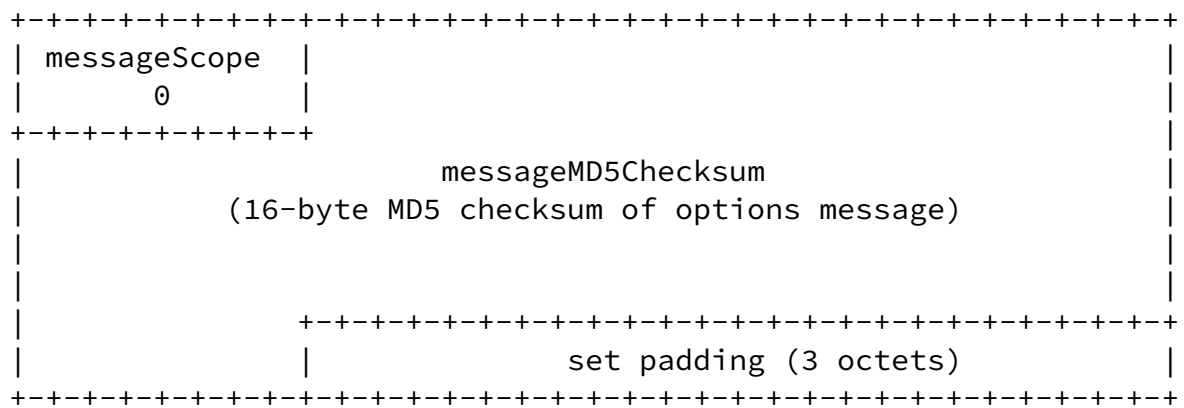 +-+-+-+-+-+-+-+-+-+-+-+-+-+-+-+-+-+-+-+-+-+-+-+-+-+-+-+-+-+-+-+-+
| messageScope  |                                               |
|       0       |                                               |
+-+-+-+-+-+-+-+-+                                               |
|                       messageMD5Checksum                      |
|           (16-byte MD5 checksum of options message)           |
|                                                               |
|                                                               |
|               +-+-+-+-+-+-+-+-+-+-+-+-+-+-+-+-+-+-+-+-+-+-+-+-+
|               |              set padding (3 octets)            |
+-+-+-+-+-+-+-+-+-+-+-+-+-+-+-+-+-+-+-+-+-+-+-+-+-+-+-+-+-+-+-+-+